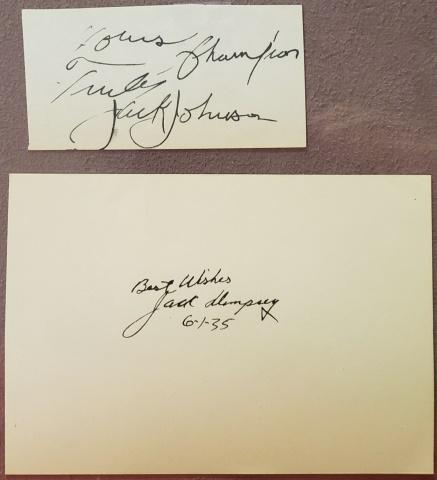 Yours
Truly Champion
Jack Johnson
Best Wishes
Jack Dempsey
6-1-35